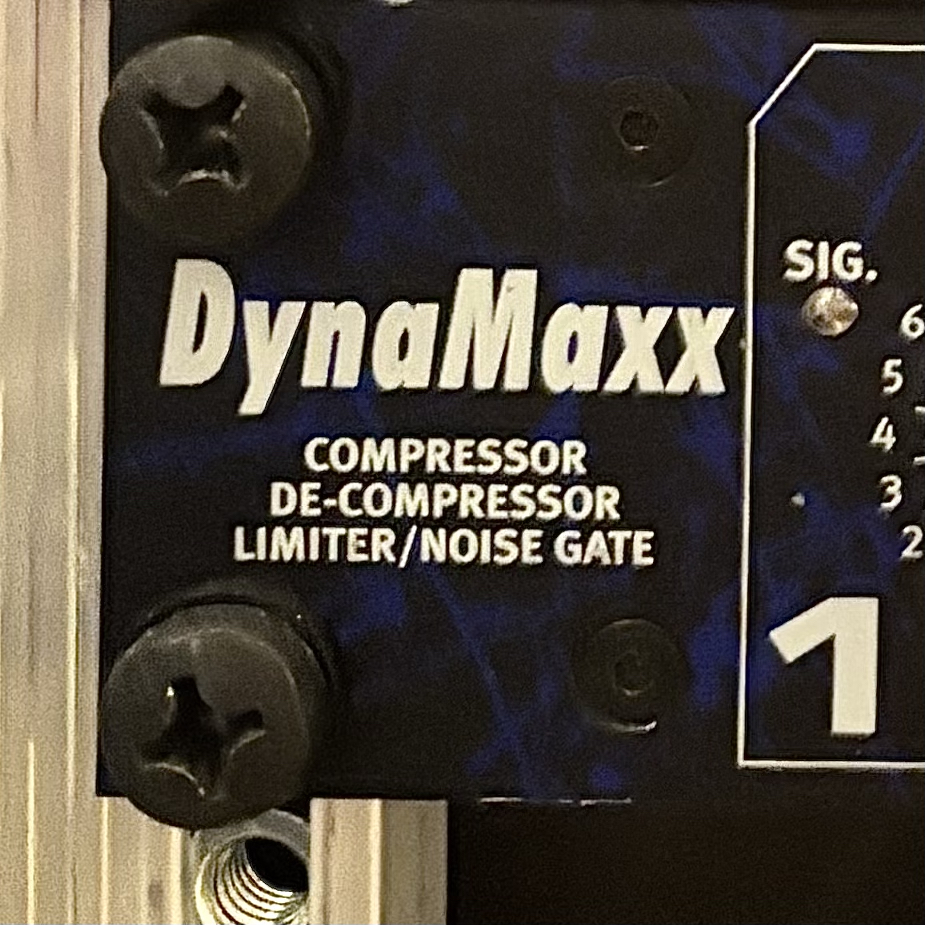 DynaMaxx
COMPRESSOR
DE-COMPRESSOR
LIMITER/NOISE GATE
SIG.
6
5
4
3
2
1